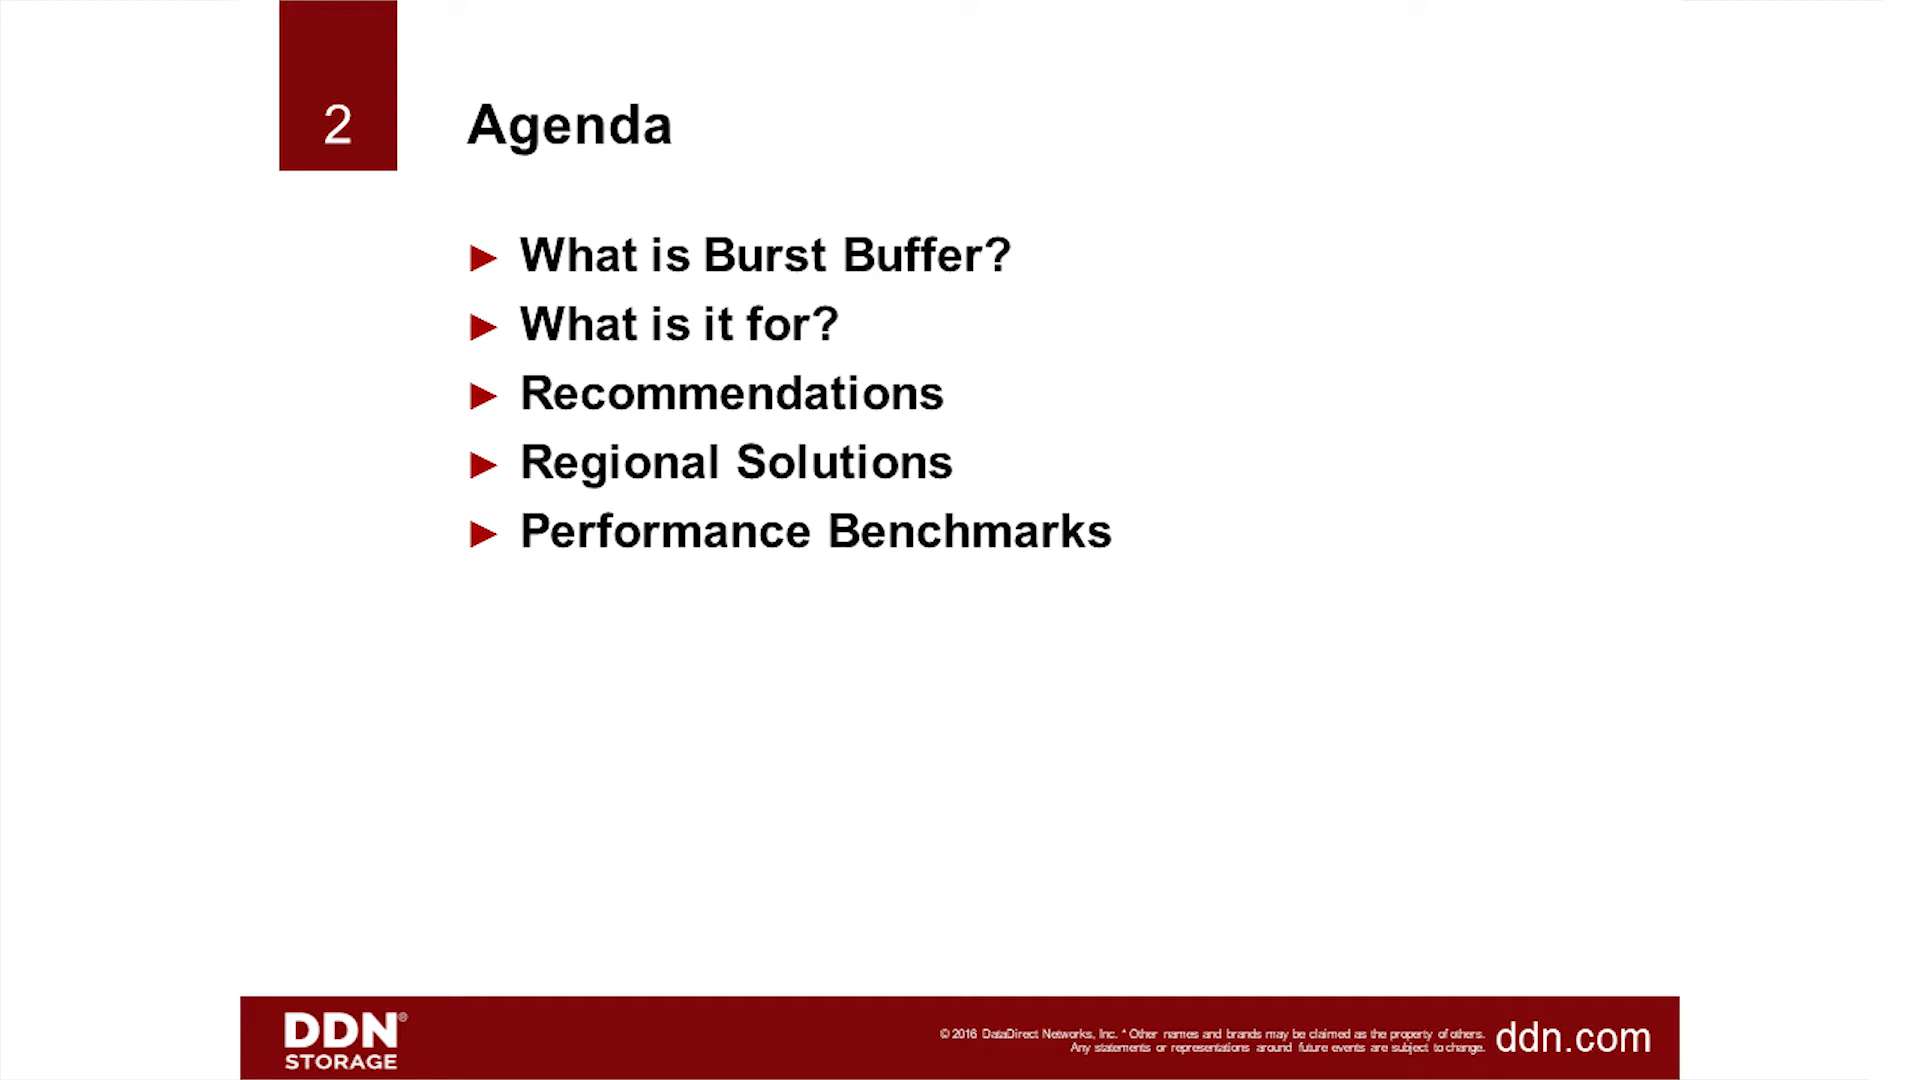 2
Agenda
► What is Burst Buffer?
► What is it for?
► Recommendations
► Regional Solutions
► Performance Benchmarks
DDN®
STORAGE
© 2016 DataDirect Networks, Inc. * Other names and brands may be claimed as the property of others.
Any statements or representations around future events are subject to change.
ddn.com